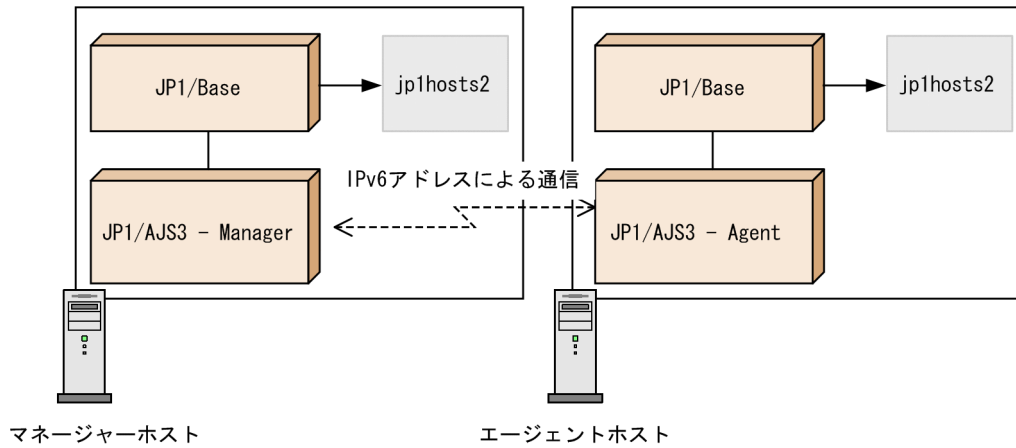 JP1/Base
jp1hosts2
JP1/Base
jp1hosts2
IPv6アドレスによる通信
JP1/AJS3 － Manager
JP1/AJS3 － Agent
マネージャーホスト
エージェントホスト